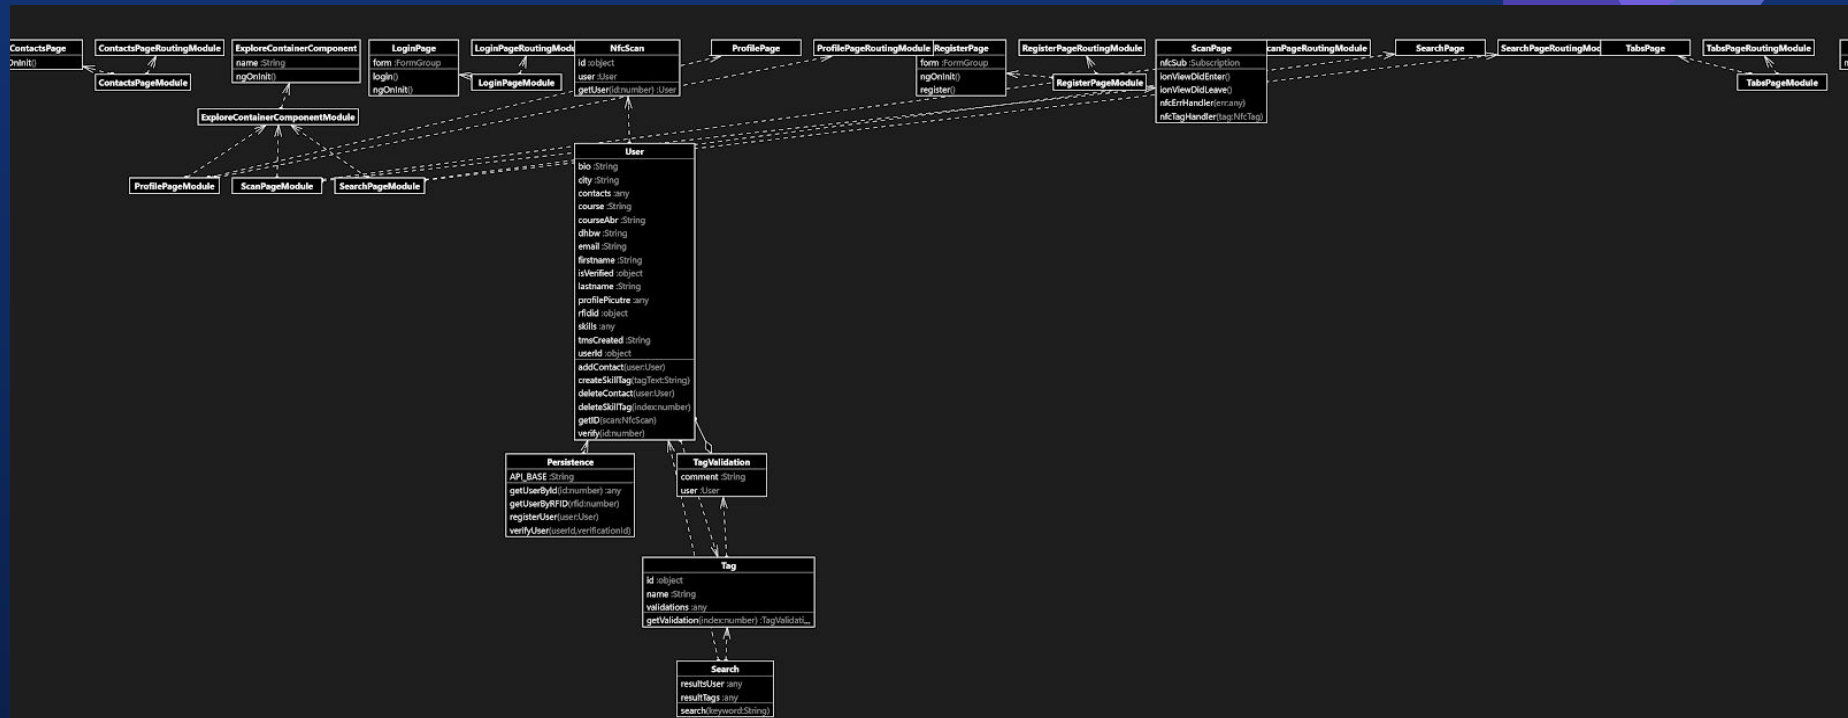 ContactsPage
OnInit()
ContactsPageRoutingModule
ContactsPageModule
ExploreContainerComponent
name :String
ngOnInit()
ExploreContainerComponentModule
LoginPage
form :FormGroup
login()
ngOnInit()
LoginPageRoutingModu
LoginPageModule
NfcScan
id :object
user :User
getUser(id:number) :User
ProfilePage
ProfilePageRoutingModule
RegisterPage
form :FormGroup
ngOnInit()
register()
RegisterPageRoutingModule
RegisterPageModule
ScanPage
nfcSub :Subscription
ionViewDidEnter()
ionViewDidLeave()
nfcErrHandler(err:any)
nfcTagHandler(tag:NfcTag)
canPageRoutingModule
SearchPage
SearchPageRoutingMoc
TabsPage
TabsPageRoutingModule
TabsPageModule
ProfilePageModule
ScanPageModule
SearchPageModule
User
bio :String
city :String
contacts :any
course :String
courseAbr :String
dhbw :String
email :String
firstname :String
isVerified :object
lastname :String
profilePicutre :any
rfidid :object
skills :any
tmsCreated :String
userId :object
addContact(user:User)
createSkillTag(tagText:String)
deleteContact(user:User)
deleteSkillTag(index:number)
getID(scan:NfcScan)
verify(id:number)
Persistence
API_BASE :String
getUserById(id:number) :any
getUserByRFID(rfid:number)
registerUser(user:User)
verifyUser(userId,verificationId)
TagValidation
comment :String
user :User
Tag
id :object
name :String
validations :any
getValidation(index:number) :TagValidati...
Search
resultsUser :any
resultTags :any
search(keyword:String)